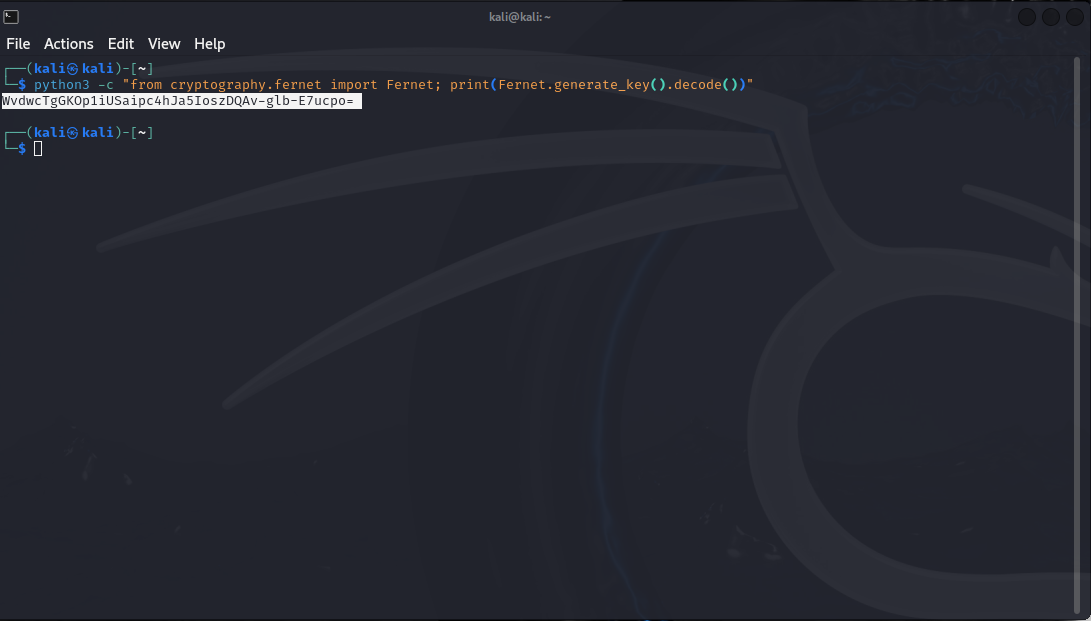 kali@kali: ~
File Actions Edit View Help
┌──(kali㉿kali)-[~]
└─$ python3 -c "from cryptography.fernet import Fernet; print(Fernet.generate_key().decode())"
WvdwcTgGKOp1iUSaipc4hJa5IoszDQAv-glb-E7ucpo=
┌──(kali㉿kali)-[~]
└─$